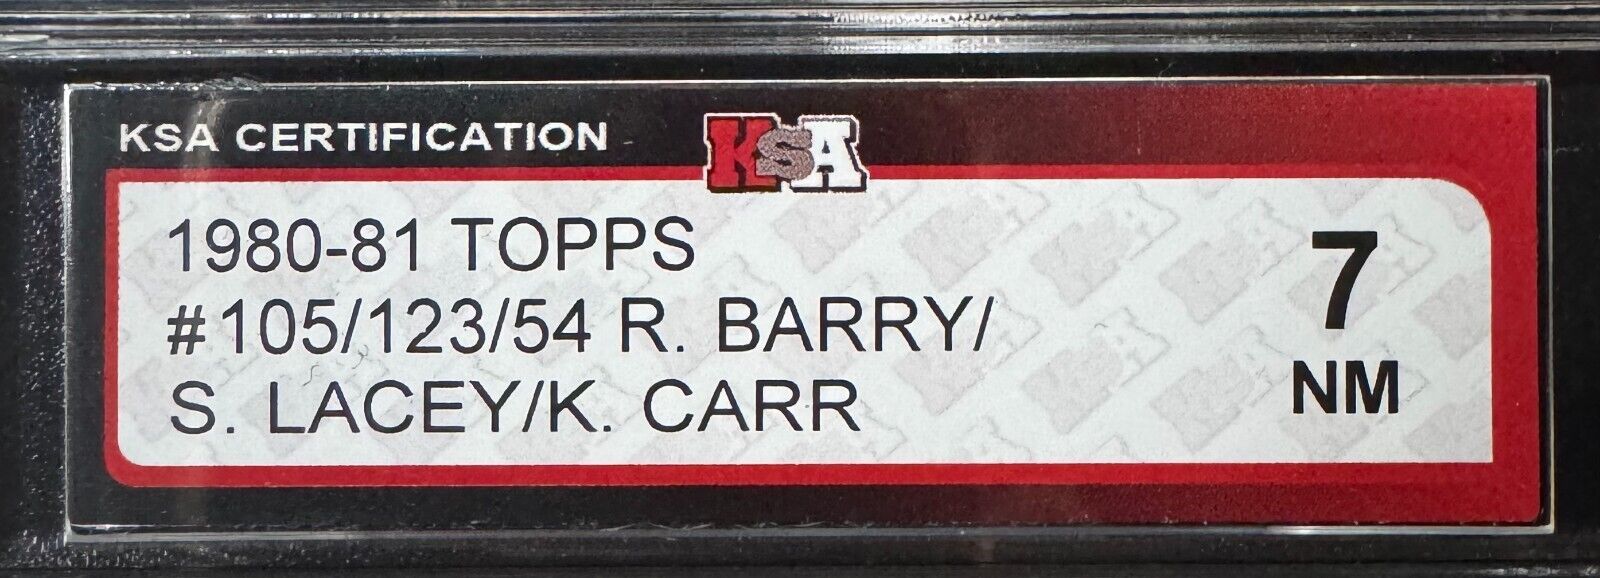 KSA CERTIFICATION
KSA
1980-81 TOPPS
#105/123/54 R. BARRY/
S. LACEY/K. CARR
7
NM